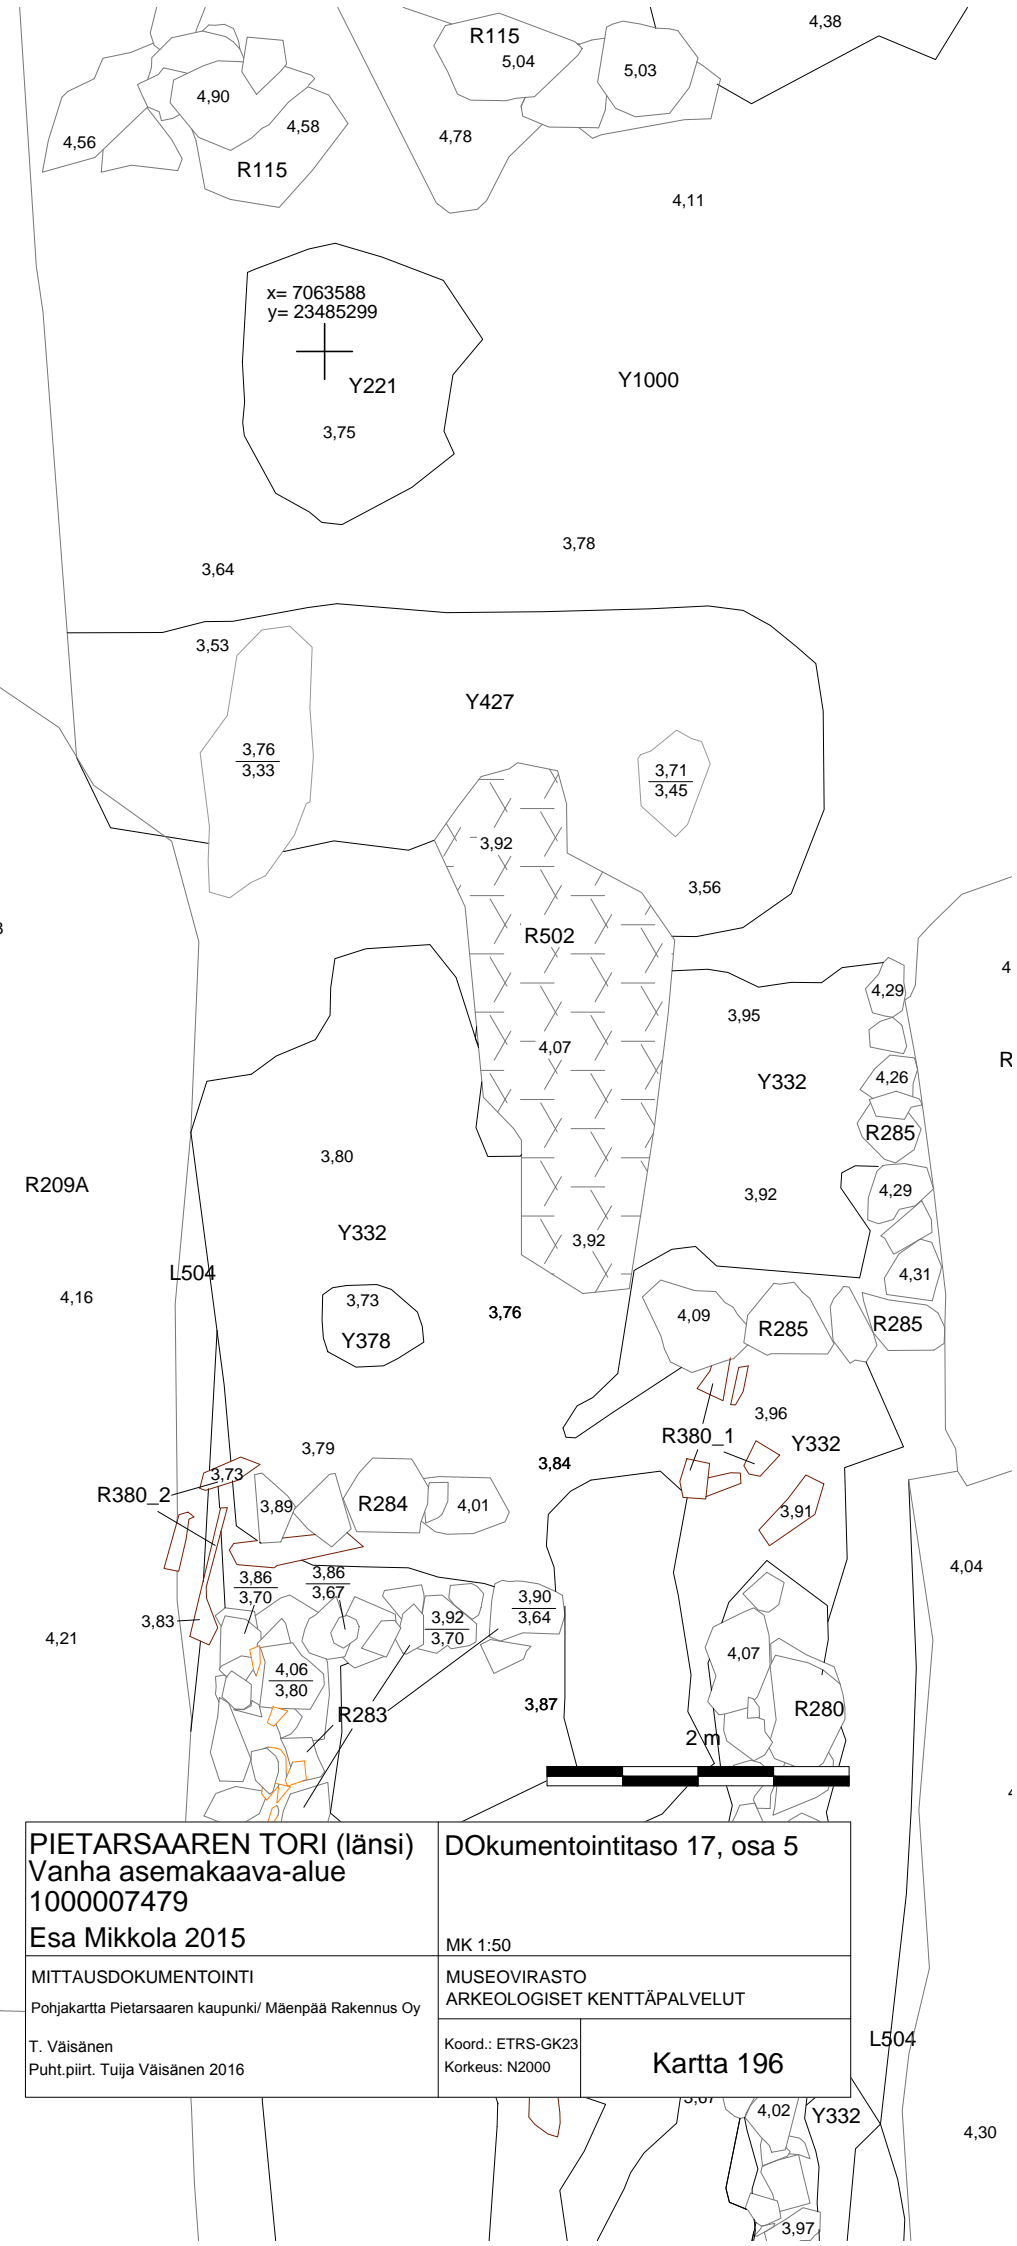 4,38
R115
5,04
5,03
4,90
4,56
4,58
4,78
R115
4,11
x= 7063588
y= 23485299
Y221
Y1000
3,75
3,78
3,64
3,53
Y427
3,76
3,33
3,71
3,45
3,92
3,56
R502
4,29
3,95
4,07
4,26
Y332
R285
3,80
R209A
3,92
4,29
Y332
3,92
L504
4,31
4,16
3,73
3,76
4,09
R285
R285
Y378
3,96
R380_1
Y332
3,79
3,84
3,73
R380_2
3,89
R284
4,01
3,91
4,04
3,86
3,70
3,86
3,67
3,90
3,64
3,83
3,92
3,70
4,21
4,07
4,06
3,80
3,87
R280
R283
2 m
PIETARSAAREN TORI (länsi)
Vanha asemakaava-alue
1000007479
Esa Mikkola 2015
DOkumentointitaso 17, osa 5
MK 1:50
MITTAUSDOKUMENTOINTI
Pohjakartta Pietarsaaren kaupunki/ Mäenpää Rakennus Oy
T. Väisänen
Puht.piirt. Tuija Väisänen 2016
MUSEOVIRASTO
ARKEOLOGISET KENTTÄPALVELUT
Koord.: ETRS-GK23
Korkeus: N2000
Kartta 196
L504
4,02
Y332
4,30
3,97